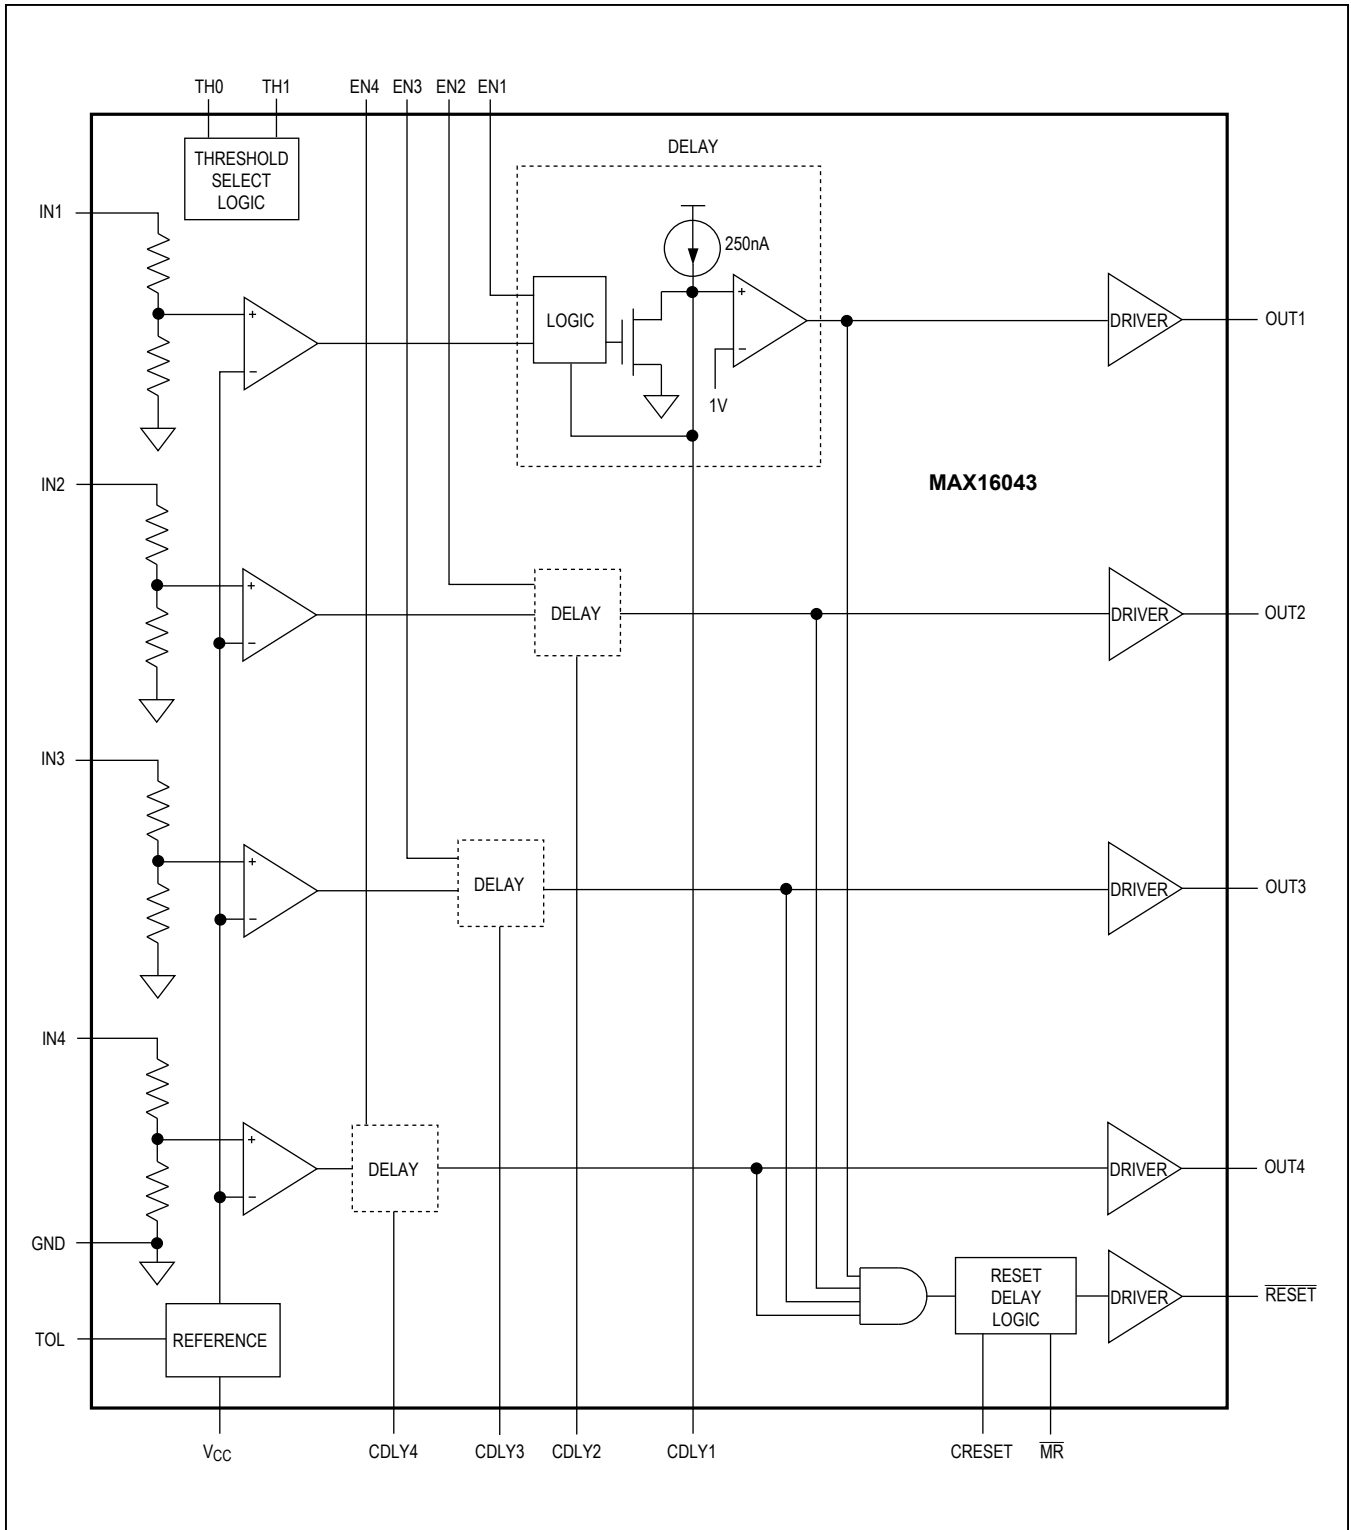 TH0 TH1 EN4 EN3 EN2 EN1
THRESHOLD
SELECT
LOGIC
DELAY
IN1
250nA
+
−
LOGIC
+
−
1V
DRIVER
OUT1
MAX16043
IN2
+
−
DELAY
DRIVER
OUT2
IN3
+
−
DELAY
DRIVER
OUT3
IN4
+
−
DELAY
DRIVER
OUT4
GND
RESET
DELAY
LOGIC
DRIVER
RESET
TOL
REFERENCE
VCC CDLY4 CDLY3 CDLY2 CDLY1 CRESET MR